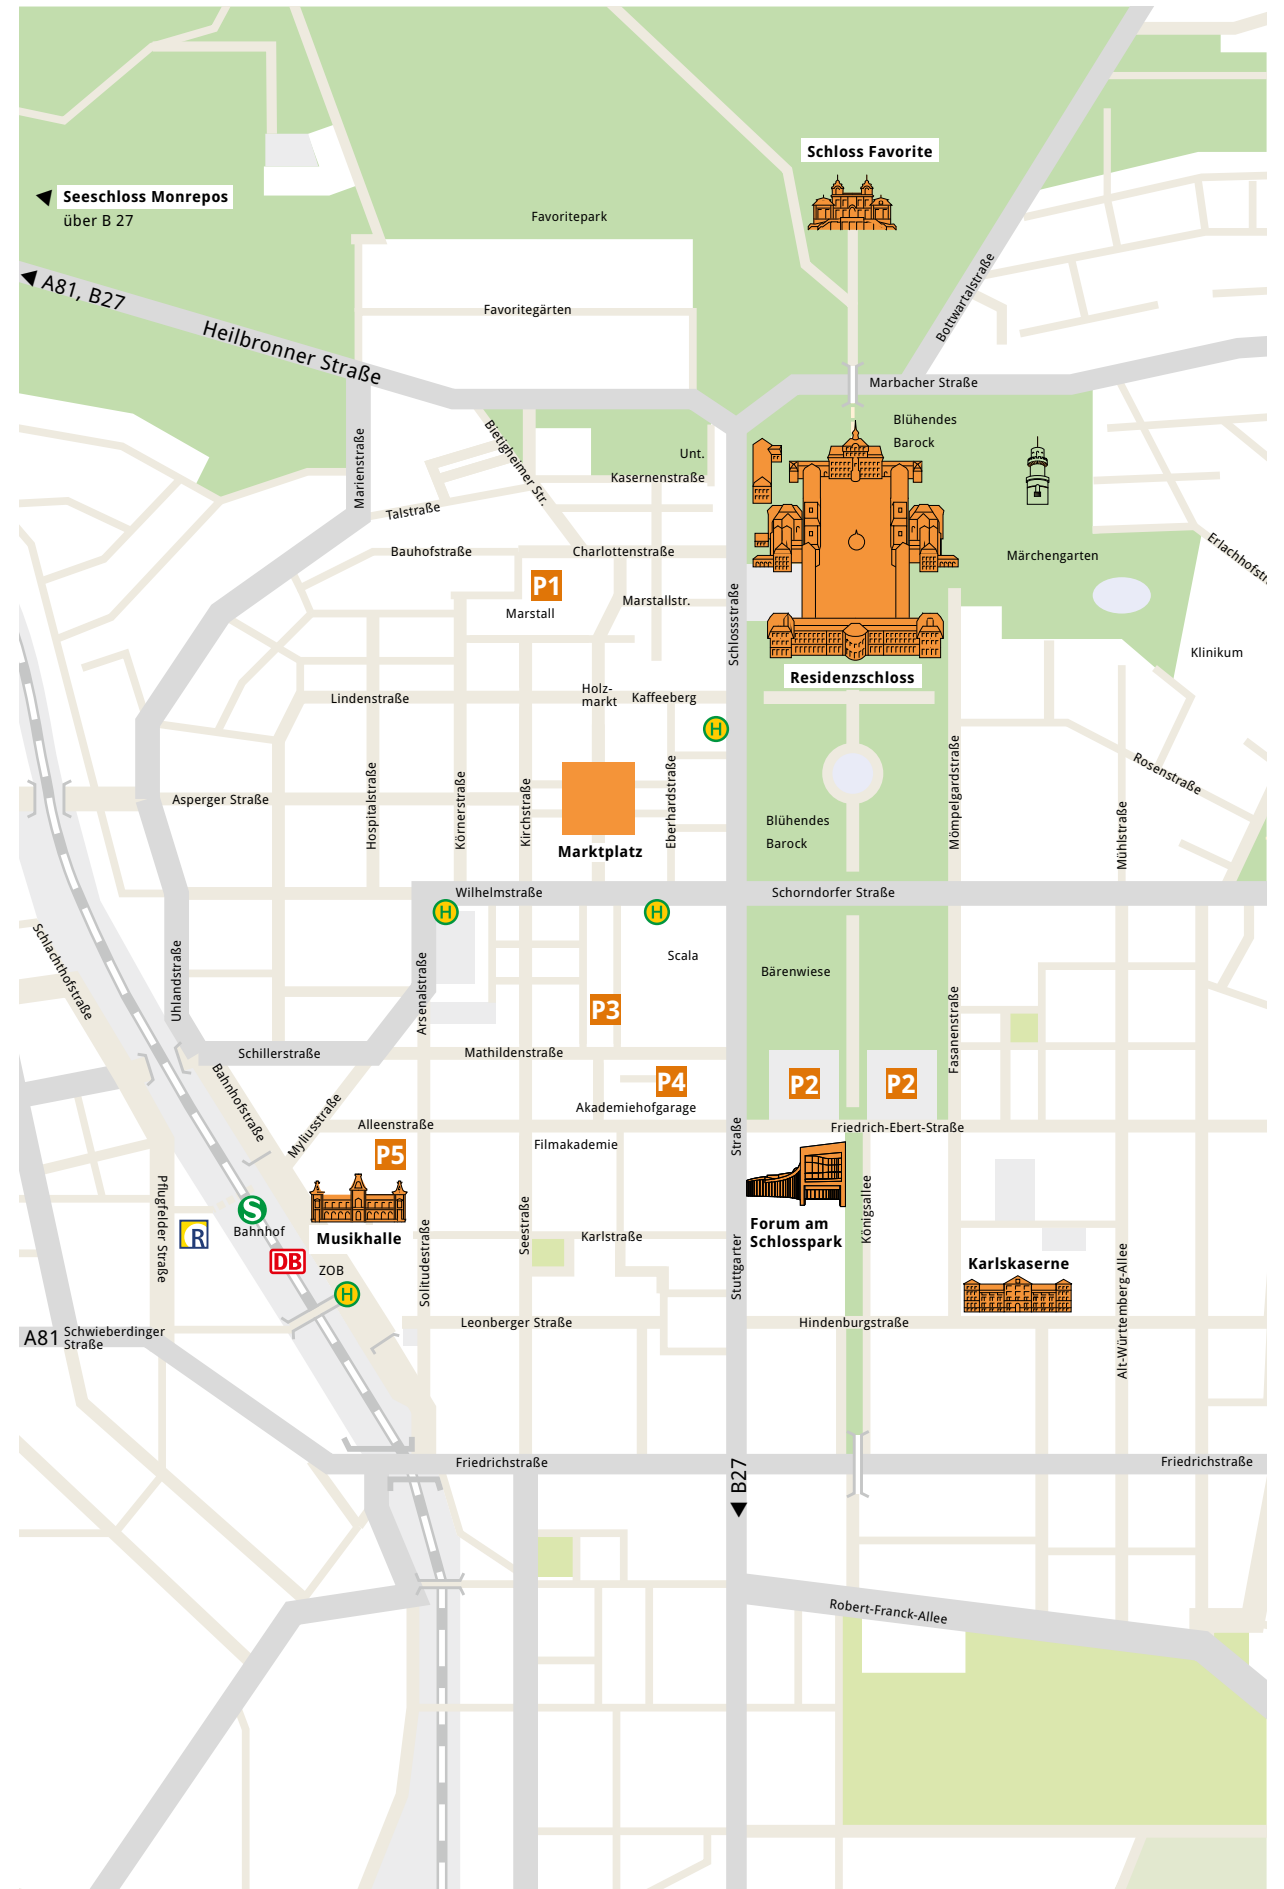 Schloss Favorite
Seeschloss Monrepos
über B 27
Favoritepark
A81, B27
Heilbronner Straße
Favoritegärten
Bottwartalstraße
Marbacher Straße
Blühendes
Barock
Marienstraße
Bietigheimer Str.
Unt.
Kasernenstraße
Talstraße
Bauhofstraße
Charlottenstraße
Märchengarten
P1
Marstall
Marstallstr.
Schlossstraße
Klinikum
Residenzschloss
Lindenstraße
Holz-
markt
Kaffeeberg
H
Asperger Straße
Hospitalstraße
Körnerstraße
Kirchstraße
Eberhardstraße
Mömpelgardstraße
Rosenstraße
Mühlstraße
Blühendes
Barock
Marktplatz
Wilhelmstraße
Schorndorfer Straße
H
H
Schlachthofstraße
Uhlandstraße
Arsenalstraße
Scala
Bärenwiese
P3
Fasanenstraße
Schillerstraße
Mathildenstraße
Bahnhofstraße
Myliusstraße
P4
P2
P2
Akademiehofgarage
Alleenstraße
Friedrich-Ebert-Straße
P5
Filmakademie
Straße
Pflugfelder Straße
S
R
Bahnhof
DB
Musikhalle
ZOB
H
Solitudestraße
Seestraße
Karlstraße
Stuttgarter
Forum am
Schlosspark
Königsallee
Karlskaserne
Alt-Württemberg-Allee
A81
Schwieberdinger
Straße
Leonberger Straße
Hindenburgstraße
Friedrichstraße
B27
Friedrichstraße
Robert-Franck-Allee